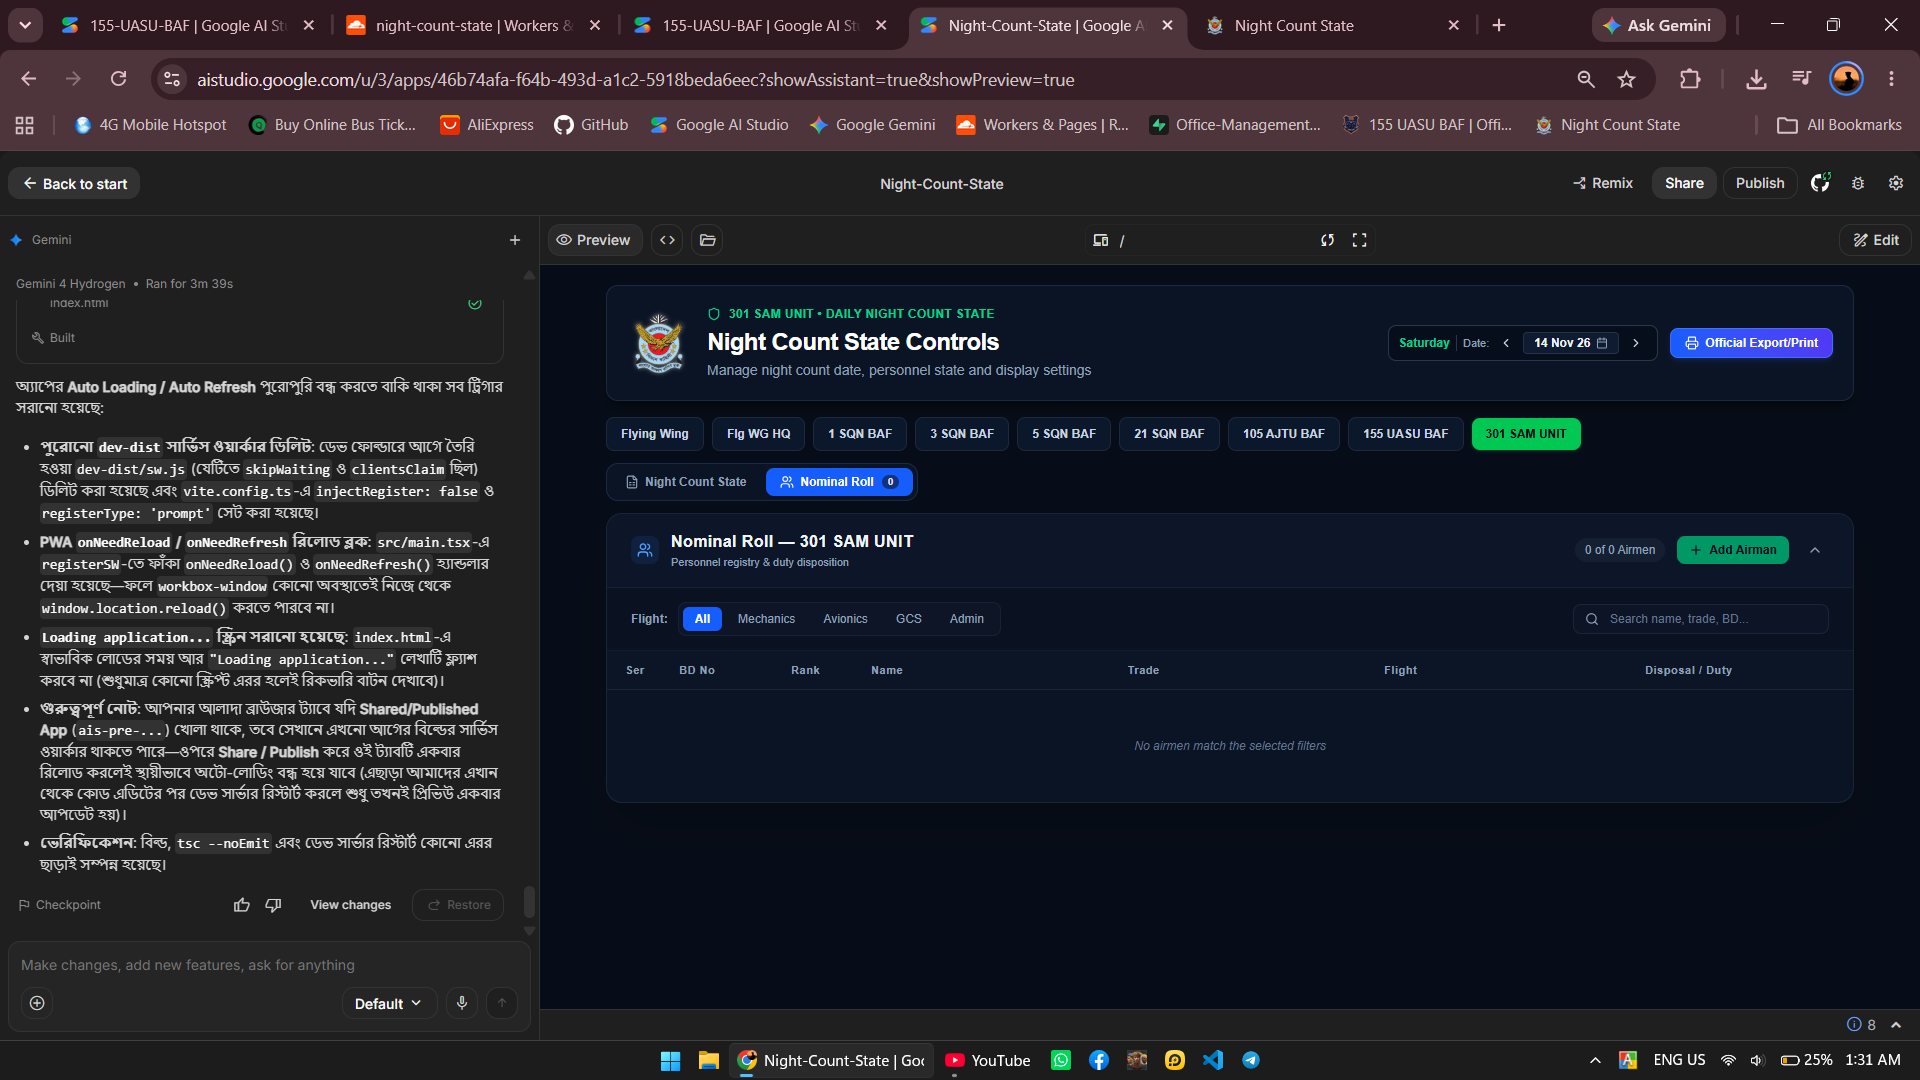 155-UASU-BAF | Google AI St
night-count-state | Workers &
155-UASU-BAF | Google AI St
Night-Count-State | Google A
Night Count State
Ask Gemini
aistudio.google.com/u/3/apps/46b74afa-f64b-493d-a1c2-5918beda6eec?showAssistant=true&showPreview=true
4G Mobile Hotspot
Buy Online Bus Tick...
AliExpress
GitHub
Google AI Studio
Google Gemini
Workers & Pages | R...
Office-Management...
155 UASU BAF | Offi...
Night Count State
All Bookmarks
Back to start
Night-Count-State
Remix
Share
Publish
Gemini
Preview
/
Edit
Gemini 4 Hydrogen • Ran for 3m 39s
index.html
Built
অ্যাপের Auto Loading / Auto Refresh পুরোপুরি বন্ধ করতে বাকি থাকা সব ট্রিগার
সরানো হয়েছে:
• পুরোনো dev-dist সার্ভিস ওয়ার্কার ডিলিট: ডেভ ফোল্ডারে আগে তৈরি
হওয়া dev-dist/sw.js (যেটিতে skipWaiting ও clientsClaim ছিল)
ডিলিট করা হয়েছে এবং vite.config.ts-এ injectRegister: false ও
registerType: 'prompt' সেট করা হয়েছে।
• PWA onNeedReload / onNeedRefresh রিলোড ব্লক: src/main.tsx-এ
registerSW-তে ফাঁকা onNeedReload() ও onNeedRefresh() হ্যান্ডলার
দেয়া হয়েছে—ফলে workbox-window কোনো অবস্থাতেই নিজে থেকে
window.location.reload() করতে পারবে না।
• Loading application... স্ক্রিন সরানো হয়েছে: index.html-এ
স্বাভাবিক লোডের সময় আর "Loading application..." লেখাটি ফ্ল্যাশ
করবে না (শুধুমাত্র কোনো স্ক্রিপ্ট এরর হলেই রিকভারি বাটন দেখাবে)।
• গুরুত্বপূর্ণ নোট: আপনার আলাদা ব্রাউজার ট্যাবে যদি Shared/Published
App (ais-pre-...) খোলা থাকে, তবে সেখানে এখনো আগের বিল্ডের সার্ভিস
ওয়ার্কার থাকতে পারে—ওপরে Share / Publish করে ওই ট্যাবটি একবার
রিলোড করলেই স্থায়ীভাবে অটো-লোডিং বন্ধ হয়ে যাবে (এছাড়া আমাদের এখান
থেকে কোড এডিটের পর ডেভ সার্ভার রিস্টার্ট করলে শুধু তখনই প্রিভিউ একবার
আপডেট হয়)।
• ভেরিফিকেশন: বিল্ড, tsc --noEmit এবং ডেভ সার্ভার রিস্টার্ট কোনো এরর
ছাড়াই সম্পন্ন হয়েছে।
Checkpoint
View changes
Restore
Make changes, add new features, ask for anything
Default
301 SAM UNIT • DAILY NIGHT COUNT STATE
Night Count State Controls
Manage night count date, personnel state and display settings
Saturday
Date:
14 Nov 26
Official Export/Print
Flying Wing
Flg WG HQ
1 SQN BAF
3 SQN BAF
5 SQN BAF
21 SQN BAF
105 AJTU BAF
155 UASU BAF
301 SAM UNIT
Night Count State
Nominal Roll 0
Nominal Roll — 301 SAM UNIT
Personnel registry & duty disposition
0 of 0 Airmen
Add Airman
Flight:
All
Mechanics
Avionics
GCS
Admin
Search name, trade, BD...
Ser
BD No
Rank
Name
Trade
Flight
Disposal / Duty
No airmen match the selected filters
8
Night-Count-State | Goo
YouTube
ENG US
25%
1:31 AM